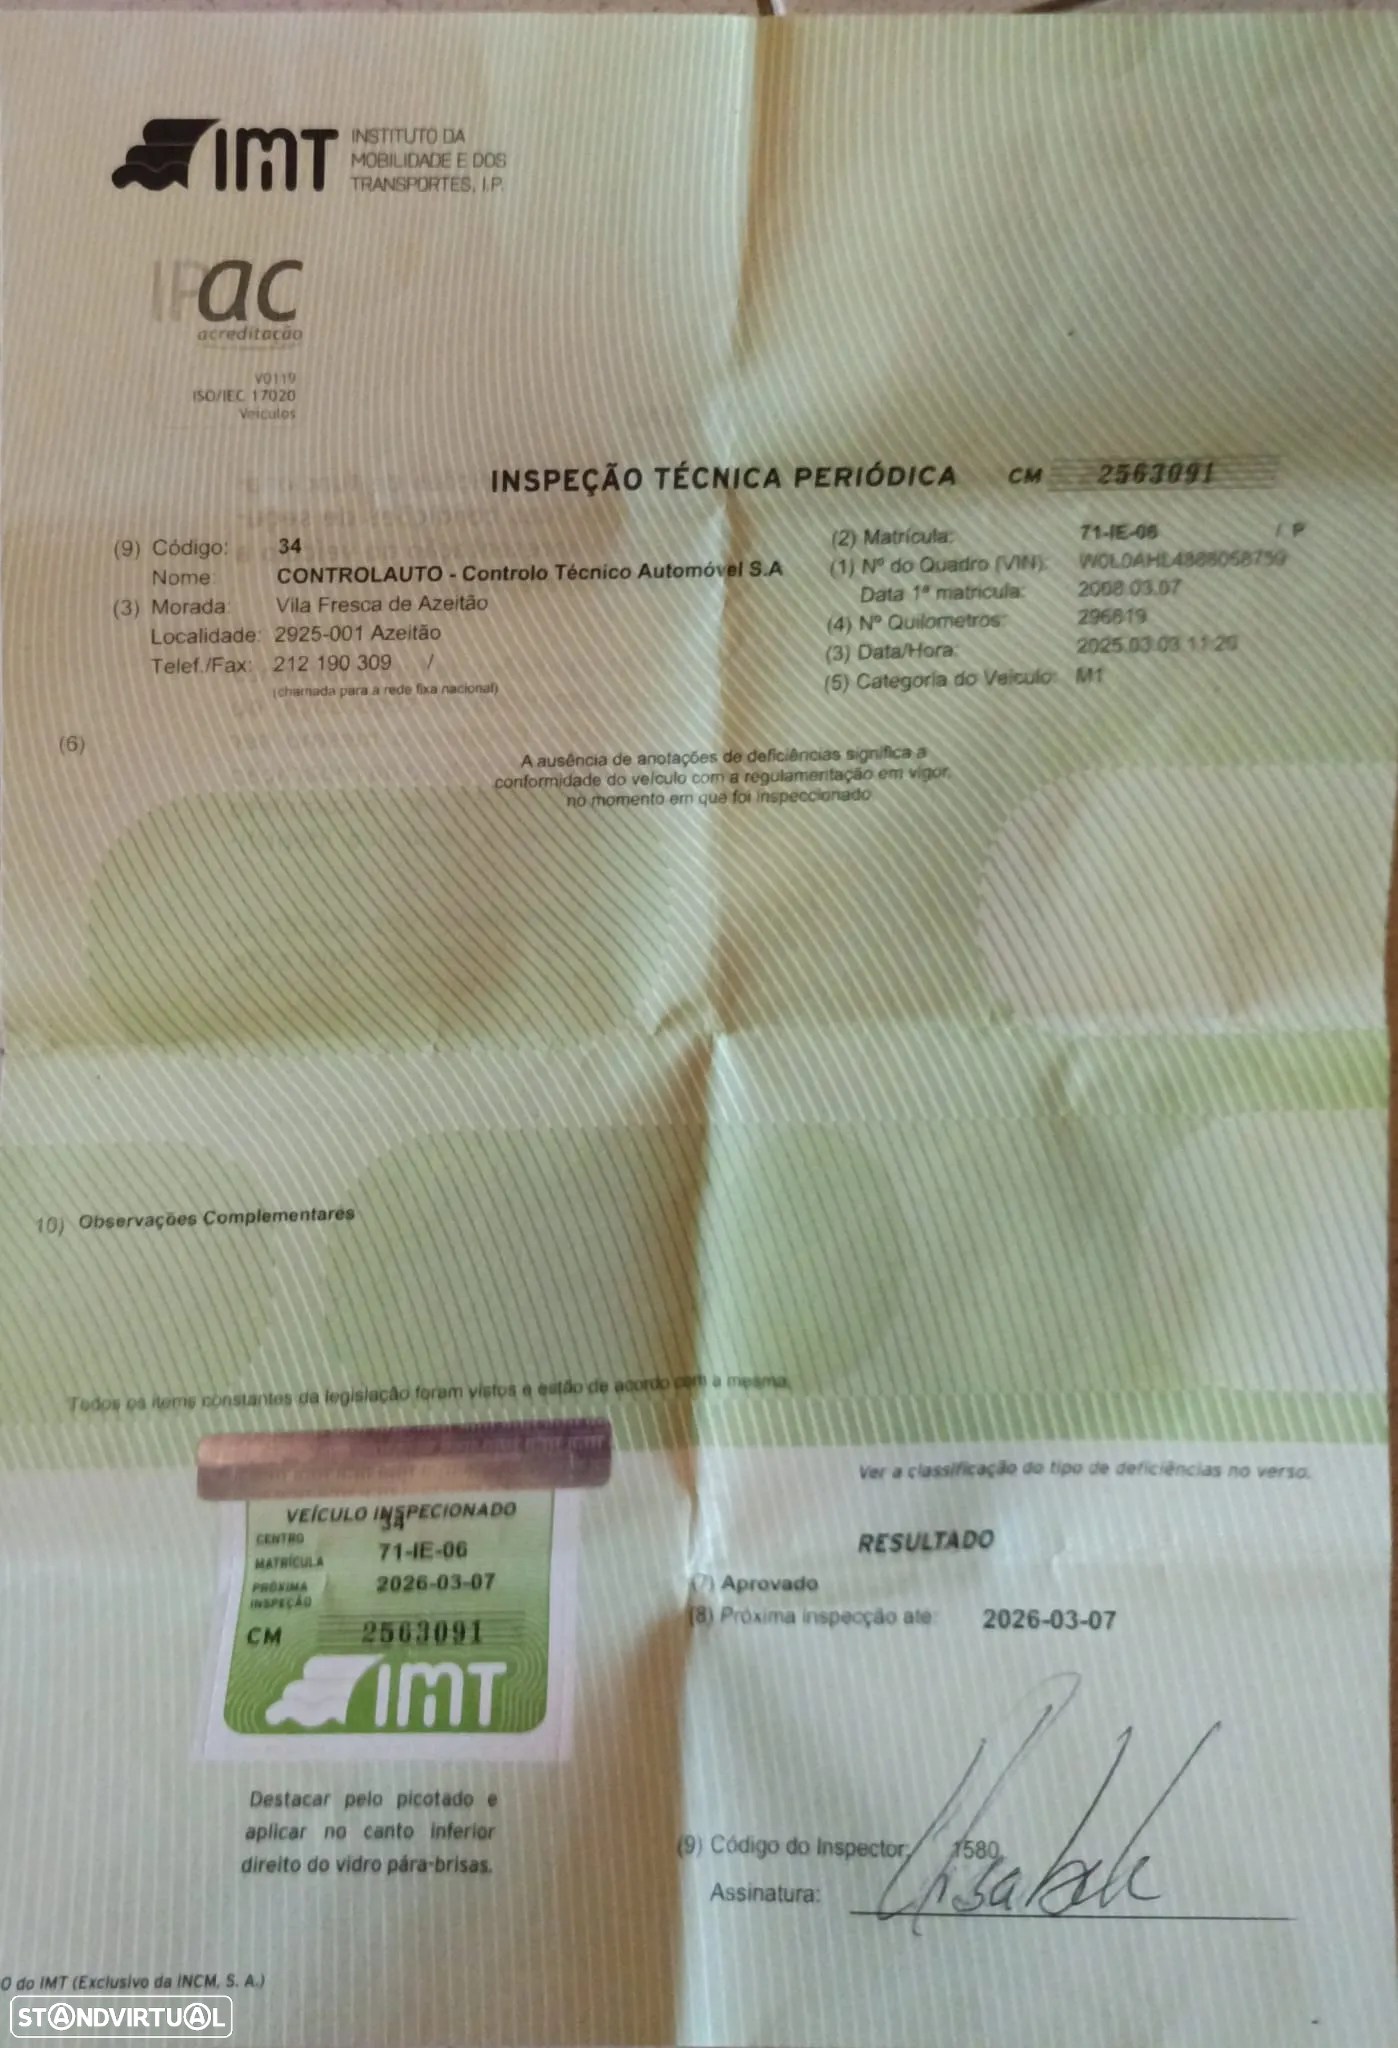 IMT INSTITUTO DA
MOBILIDADE E DOS
TRANSPORTES, I.P.
IPac
acreditação
V0119
ISO/IEC 17020
Veículos
INSPEÇÃO TÉCNICA PERIÓDICA CM 2563091
(9) Código: 34
Nome: CONTROLAUTO - Controlo Técnico Automóvel S.A
(3) Morada: Vila Fresca de Azeitão
Localidade: 2925-001 Azeitão
Telef./Fax: 212 190 309 /
(chamada para a rede fixa nacional)
(2) Matrícula: 71-IE-06 / P
(1) Nº do Quadro (VIN):
Data 1ª matrícula: 2008.03.07
(4) Nº Quilometros: 296819
(3) Data/Hora: 2025.03.03 11:26
(5) Categoria do Veículo: M1
(6)
A ausência de anotações de deficiências significa a
conformidade do veículo com a regulamentação em vigor,
no momento em que foi inspeccionado
10) Observações Complementares
Todos os items constantes da legislação foram vistos e estão de acordo com a mesma.
VEÍCULO INSPECIONADO
CENTRO 34
MATRÍCULA 71-IE-06
PRÓXIMA INSPEÇÃO 2026-03-07
CM 2563091
IMT
Destacar pelo picotado e
aplicar no canto inferior
direito do vidro pára-brisas.
Ver a classificação do tipo de deficiências no verso.
RESULTADO
(7) Aprovado
(8) Próxima inspecção até: 2026-03-07
(9) Código do Inspector: 1580
Assinatura:
O do IMT (Exclusivo da INCM, S. A.)
STANDVIRTUAL